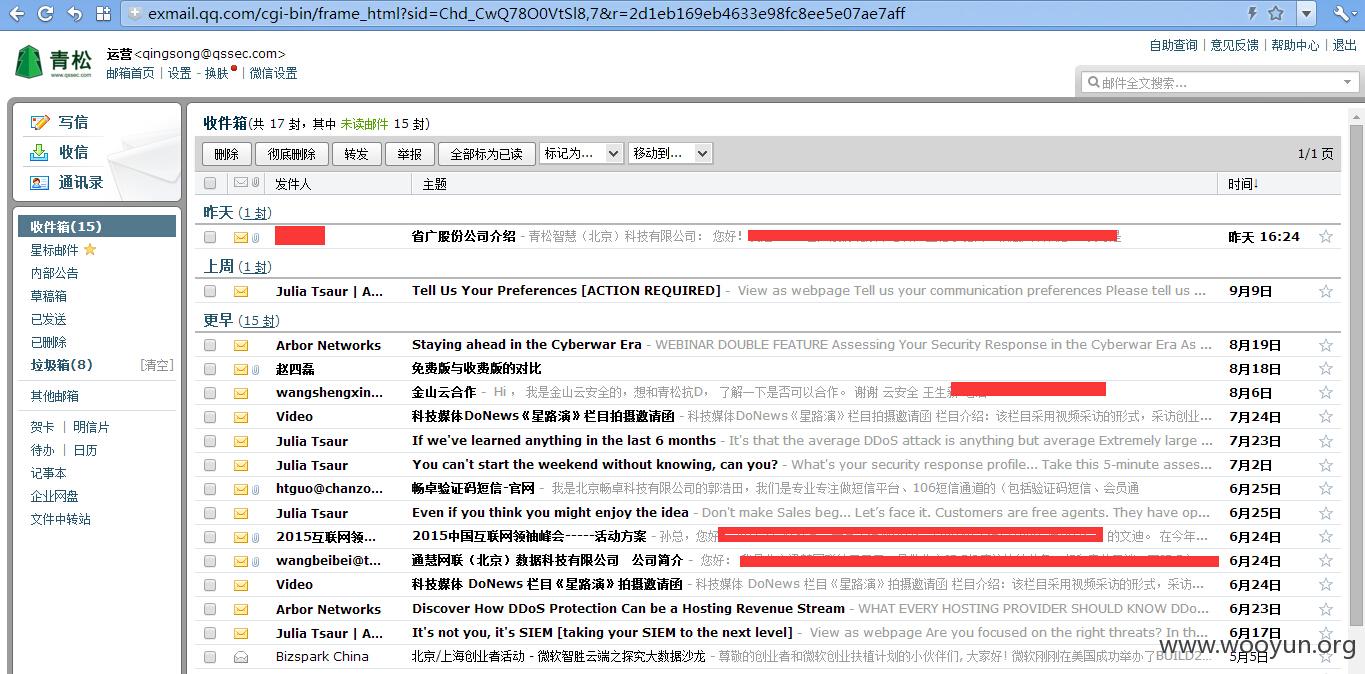 exmail.qq.com/cgi-bin/frame_html?sid=Chd_CwQ78O0VtSl8,7&r=2d1eb169eb4633e98fc8ee5e07ae7aff
青松 www.qssec.com 运营<qingsong@qssec.com> 自助查询 | 意见反馈 | 帮助中心 | 退出
邮箱首页 | 设置 - 换肤 | 微信设置
邮件全文搜索...
写信
收信
通讯录
收件箱(15)
星标邮件
内部公告
草稿箱
已发送
已删除
垃圾箱(8) [清空]
其他邮箱
贺卡 | 明信片
待办 | 日历
记事本
企业网盘
文件中转站
收件箱(共 17 封，其中 未读邮件 15 封)
删除 彻底删除 转发 举报 全部标为已读 标记为... 移动到... 1/1 页
发件人 主题 时间↓
昨天 (1 封)
省广股份公司介绍 - 青松智慧（北京）科技有限公司： 您好！ 昨天 16:24
上周 (1 封)
Julia Tsaur | A... Tell Us Your Preferences [ACTION REQUIRED] - View as webpage Tell us your communication preferences Please tell us ... 9月9日
更早 (15 封)
Arbor Networks Staying ahead in the Cyberwar Era - WEBINAR DOUBLE FEATURE Assessing Your Security Response in the Cyberwar Era As ... 8月19日
赵四磊 免费版与收费版的对比 8月18日
wangshengxin... 金山云合作 - Hi ， 我是金山云安全的，想和青松抗D， 了解一下是否可以合作。 谢谢 云安全 王生 8月6日
Video 科技媒体DoNews《星路演》栏目拍摄邀请函 - 科技媒体DoNews《星路演》栏目拍摄邀请函 栏目介绍：该栏目采用视频采访的形式，采访创业... 7月24日
Julia Tsaur If we've learned anything in the last 6 months - It's that the average DDoS attack is anything but average Extremely large ... 7月23日
Julia Tsaur You can't start the weekend without knowing, can you? - What's your security response profile... Take this 5-minute asses... 7月2日
htguo@chanzo... 畅卓验证码短信-官网 - 我是北京畅卓科技有限公司的郭浩田，我们是专业专注做短信平台、106短信通道的（包括验证码短信、会员通 6月25日
Julia Tsaur Even if you think you might enjoy the idea - Don't make Sales beg... Let's face it. Customers are free agents. They have op... 6月25日
2015互联网领... 2015中国互联网领袖峰会-----活动方案 - 孙总，您好 的文迪。 在今年... 6月24日
wangbeibei@t... 通慧网联（北京）数据科技有限公司 公司简介 - 您好： 6月24日
Video 科技媒体 DoNews 栏目《星路演》拍摄邀请函 - 科技媒体 DoNews 栏目《星路演》拍摄邀请函 栏目介绍：该栏目采用视频采访的形式，采访... 6月24日
Arbor Networks Discover How DDoS Protection Can be a Hosting Revenue Stream - WHAT EVERY HOSTING PROVIDER SHOULD KNOW DDo... 6月23日
Julia Tsaur | A... It's not you, it's SIEM [taking your SIEM to the next level] - View as webpage Are you focused on the right threats? In th... 6月17日
Bizspark China 北京/上海创业者活动 - 微软智胜云端之探究大数据沙龙 - 尊敬的创业者和微软创业扶植计划的小伙伴们, 大家好! 微软刚刚在美国成功举办了BUILD2... 5月5日
www.wooyun.org